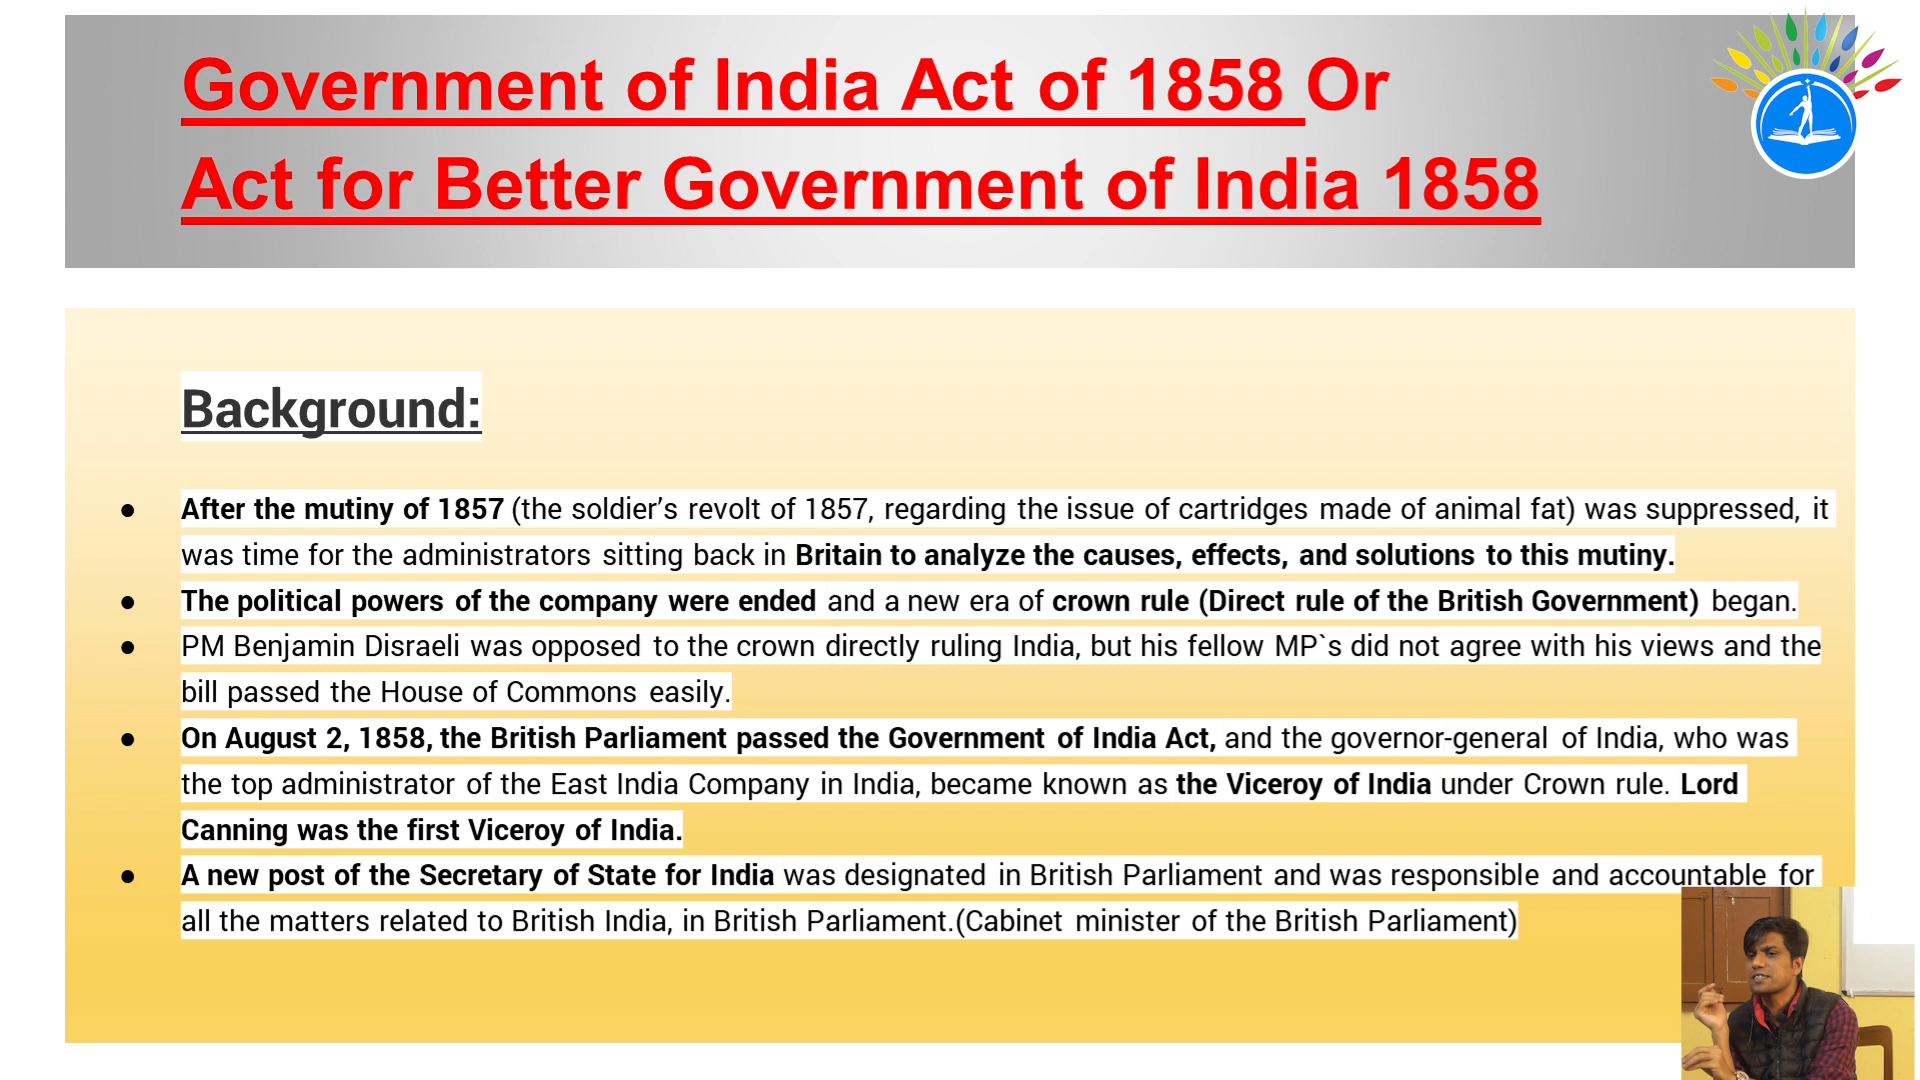 Government of India Act of 1858 Or
Act for Better Government of India 1858
Background:
● After the mutiny of 1857 (the soldier’s revolt of 1857, regarding the issue of cartridges made of animal fat) was suppressed, it
was time for the administrators sitting back in Britain to analyze the causes, effects, and solutions to this mutiny.
● The political powers of the company were ended and a new era of crown rule (Direct rule of the British Government) began.
● PM Benjamin Disraeli was opposed to the crown directly ruling India, but his fellow MP`s did not agree with his views and the
bill passed the House of Commons easily.
● On August 2, 1858, the British Parliament passed the Government of India Act, and the governor-general of India, who was
the top administrator of the East India Company in India, became known as the Viceroy of India under Crown rule. Lord
Canning was the first Viceroy of India.
● A new post of the Secretary of State for India was designated in British Parliament and was responsible and accountable for
all the matters related to British India, in British Parliament.(Cabinet minister of the British Parliament)